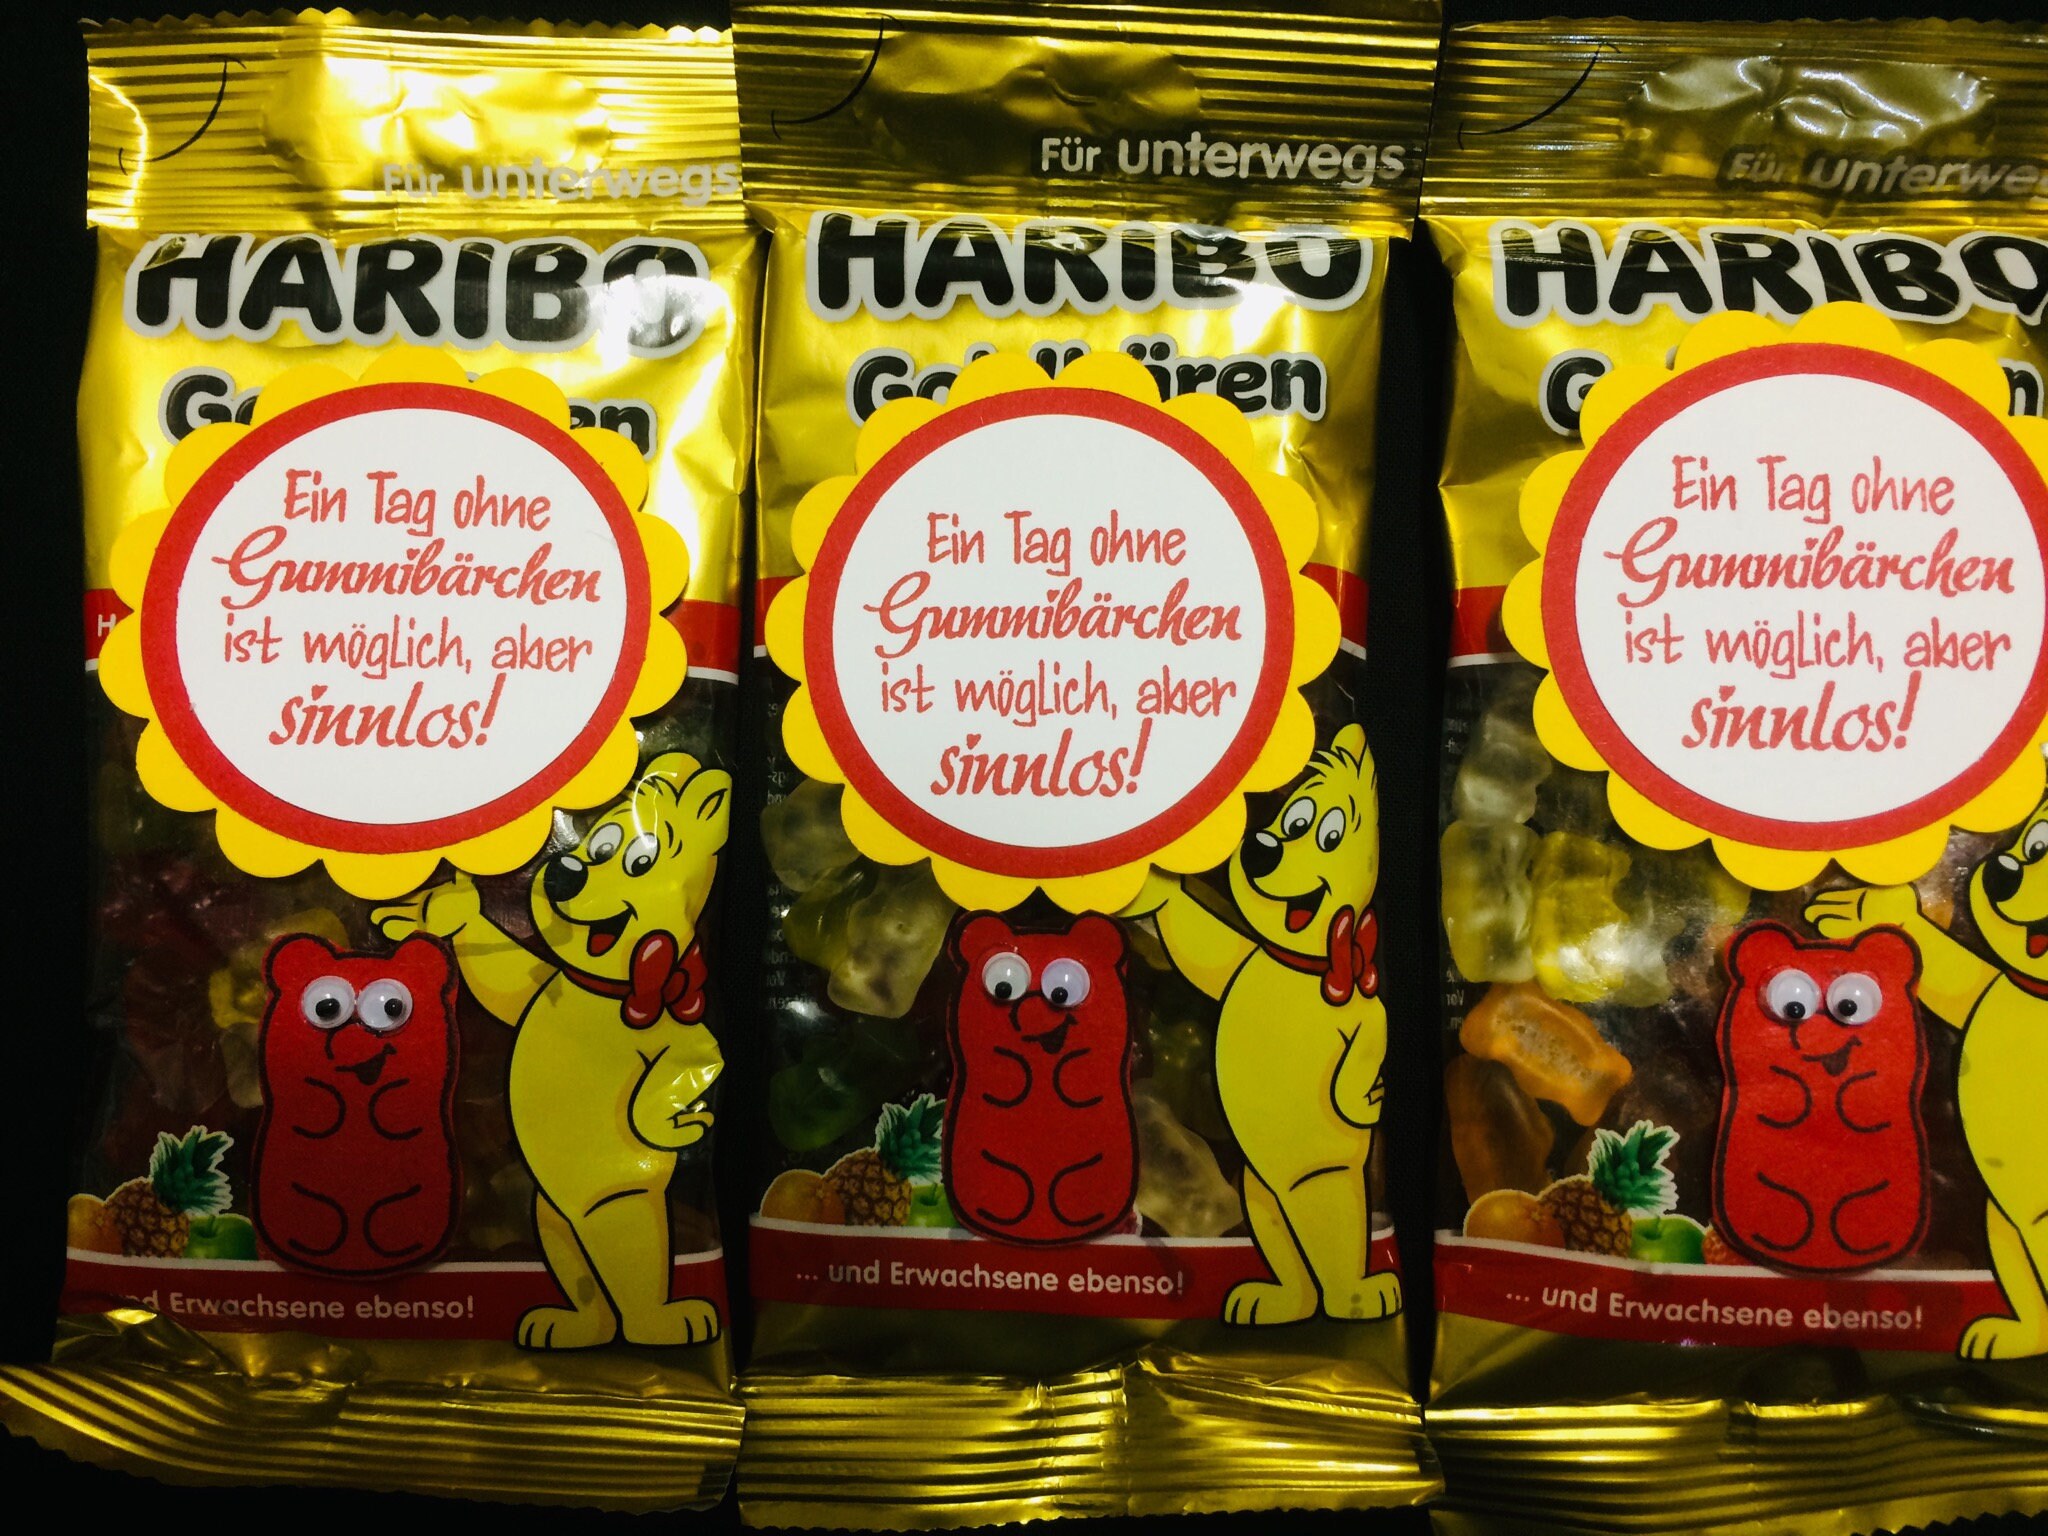 Für unterwegs
HARIBO
Ein Tag ohne
Gummibärchen
ist möglich, aber
sinnlos!
Erwachsene ebenso!
Für unterwegs
HARIBO
Ein Tag ohne
Gummibärchen
ist möglich, aber
sinnlos!
... und Erwachsene ebenso!
Für
HARIBO
Ein Tag ohne
Gummibärchen
ist möglich, aber
sinnlos!
... und Erwachsene ebenso!